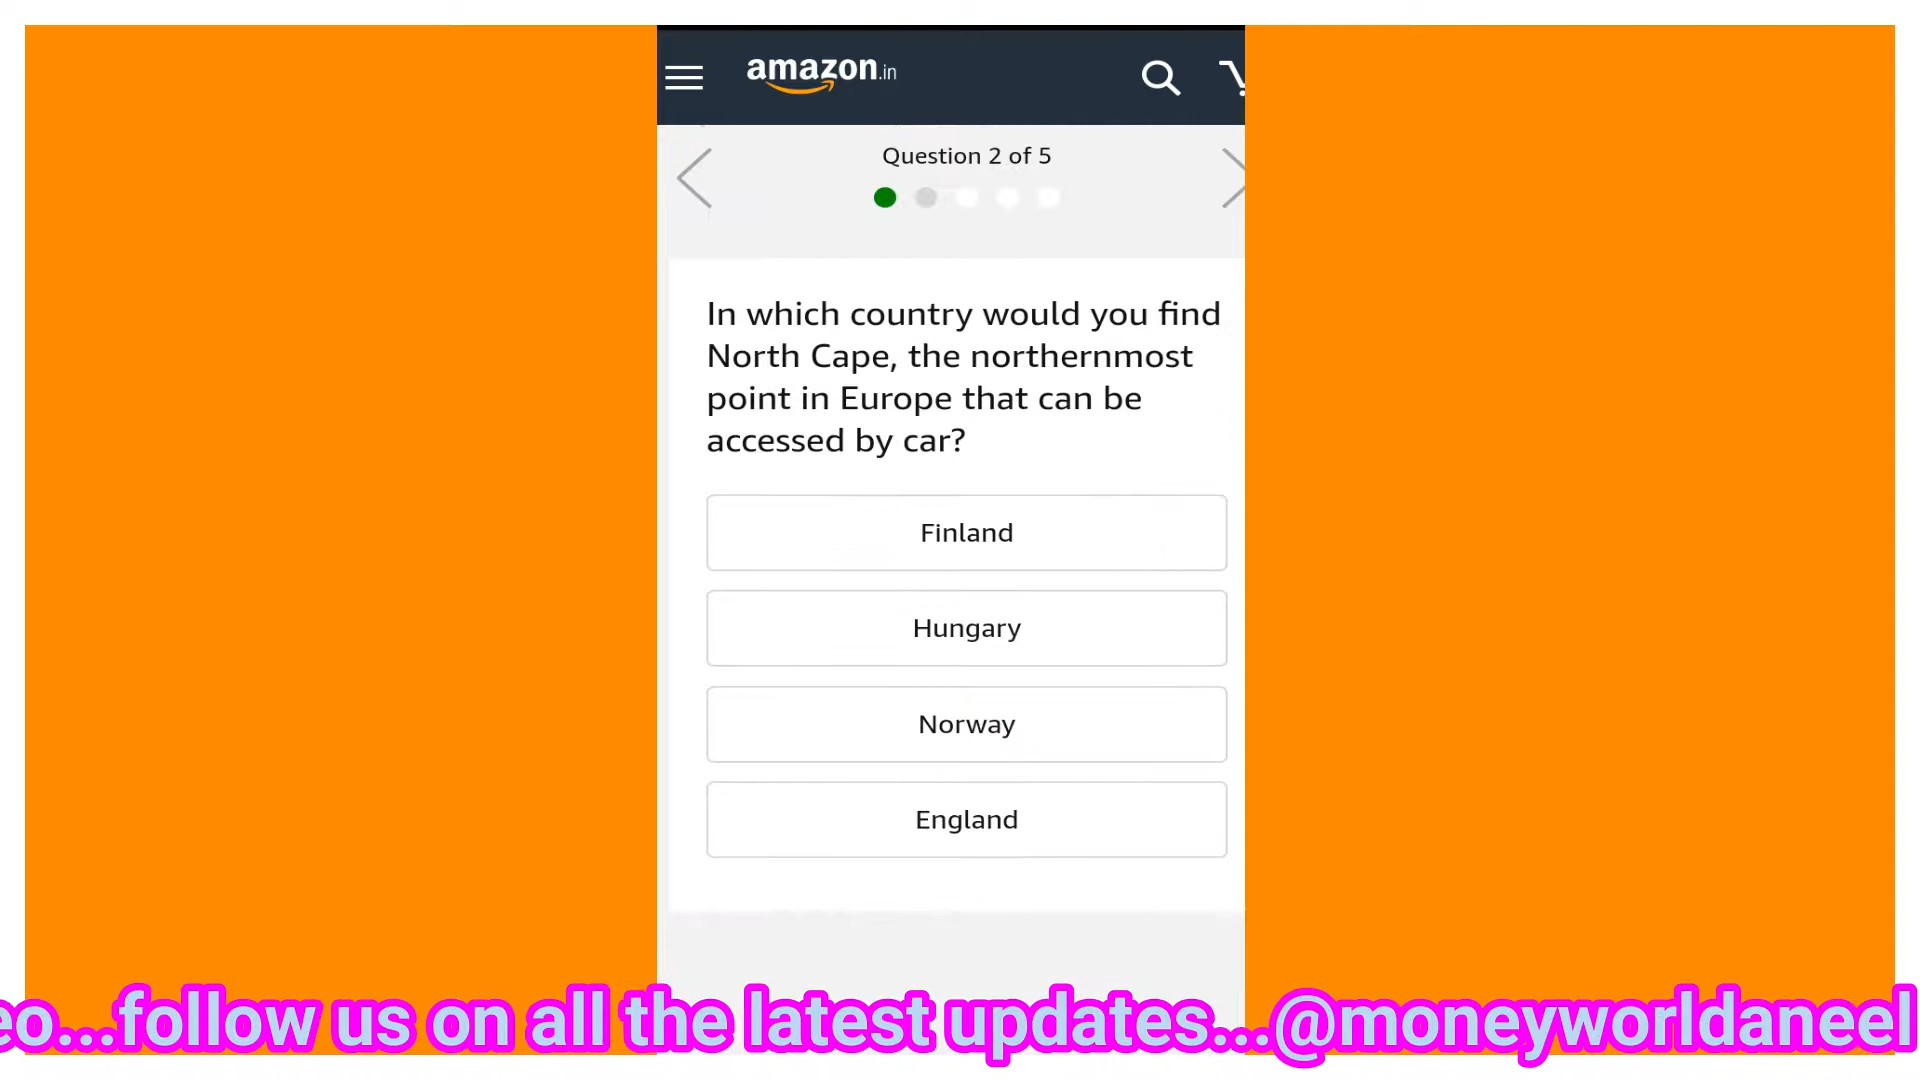 amazon.in
Question 2 of 5
In which country would you find
North Cape, the northernmost
point in Europe that can be
accessed by car?
Finland
Hungary
Norway
England
eo...follow us on all the latest updates...@moneyworldaneel